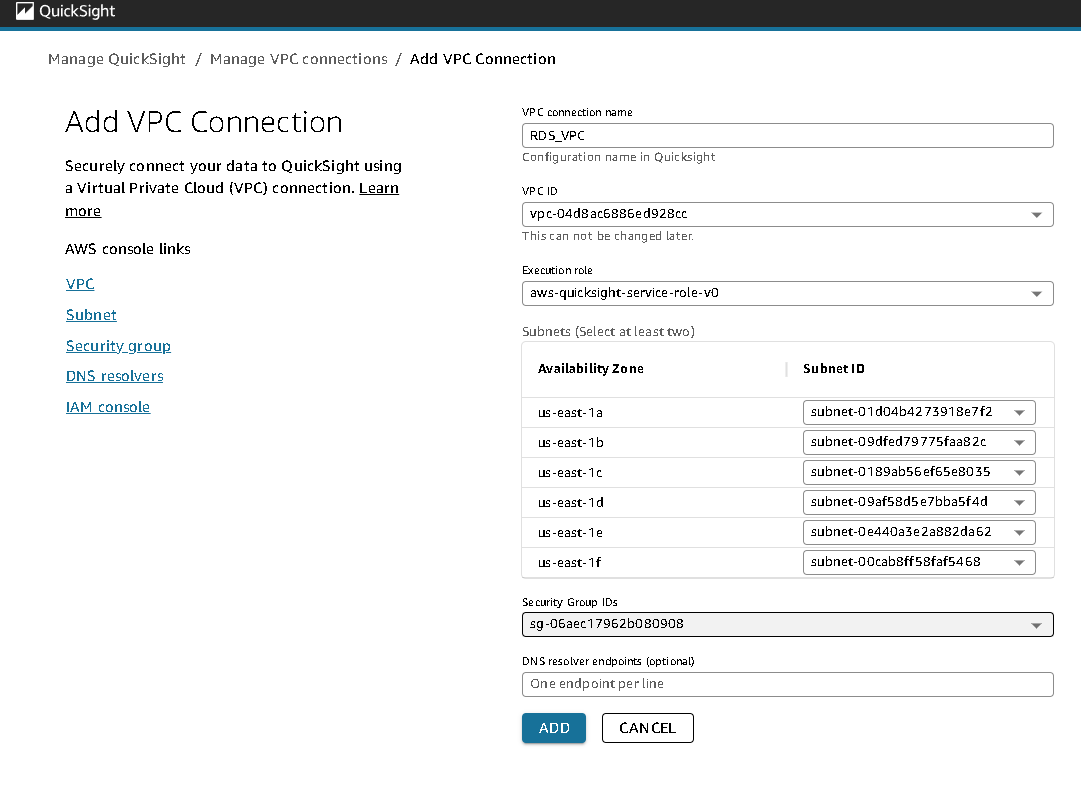 QuickSight
Manage QuickSight / Manage VPC connections / Add VPC Connection
Add VPC Connection
Securely connect your data to QuickSight using
a Virtual Private Cloud (VPC) connection. Learn
more
AWS console links
VPC
Subnet
Security group
DNS resolvers
IAM console
VPC connection name
RDS_VPC
Configuration name in Quicksight
VPC ID
vpc-04d8ac6886ed928cc
This can not be changed later.
Execution role
aws-quicksight-service-role-v0
Subnets (Select at least two)
Availability Zone Subnet ID
us-east-1a subnet-01d04b4273918e7f2
us-east-1b subnet-09dfed79775faa82c
us-east-1c subnet-0189ab56ef65e8035
us-east-1d subnet-09af58d5e7bba5f4d
us-east-1e subnet-0e440a3e2a882da62
us-east-1f subnet-00cab8ff58faf5468
Security Group IDs
sg-06aec17962b080908
DNS resolver endpoints (optional)
One endpoint per line
ADD CANCEL